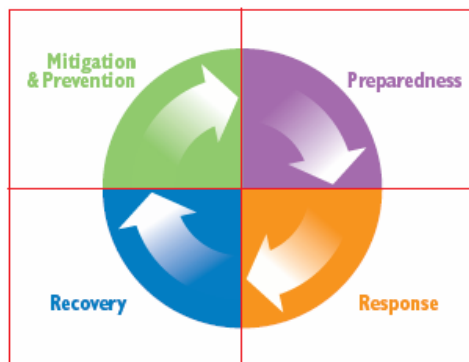 Mitigation
& Prevention
Preparedness
Recovery
Response